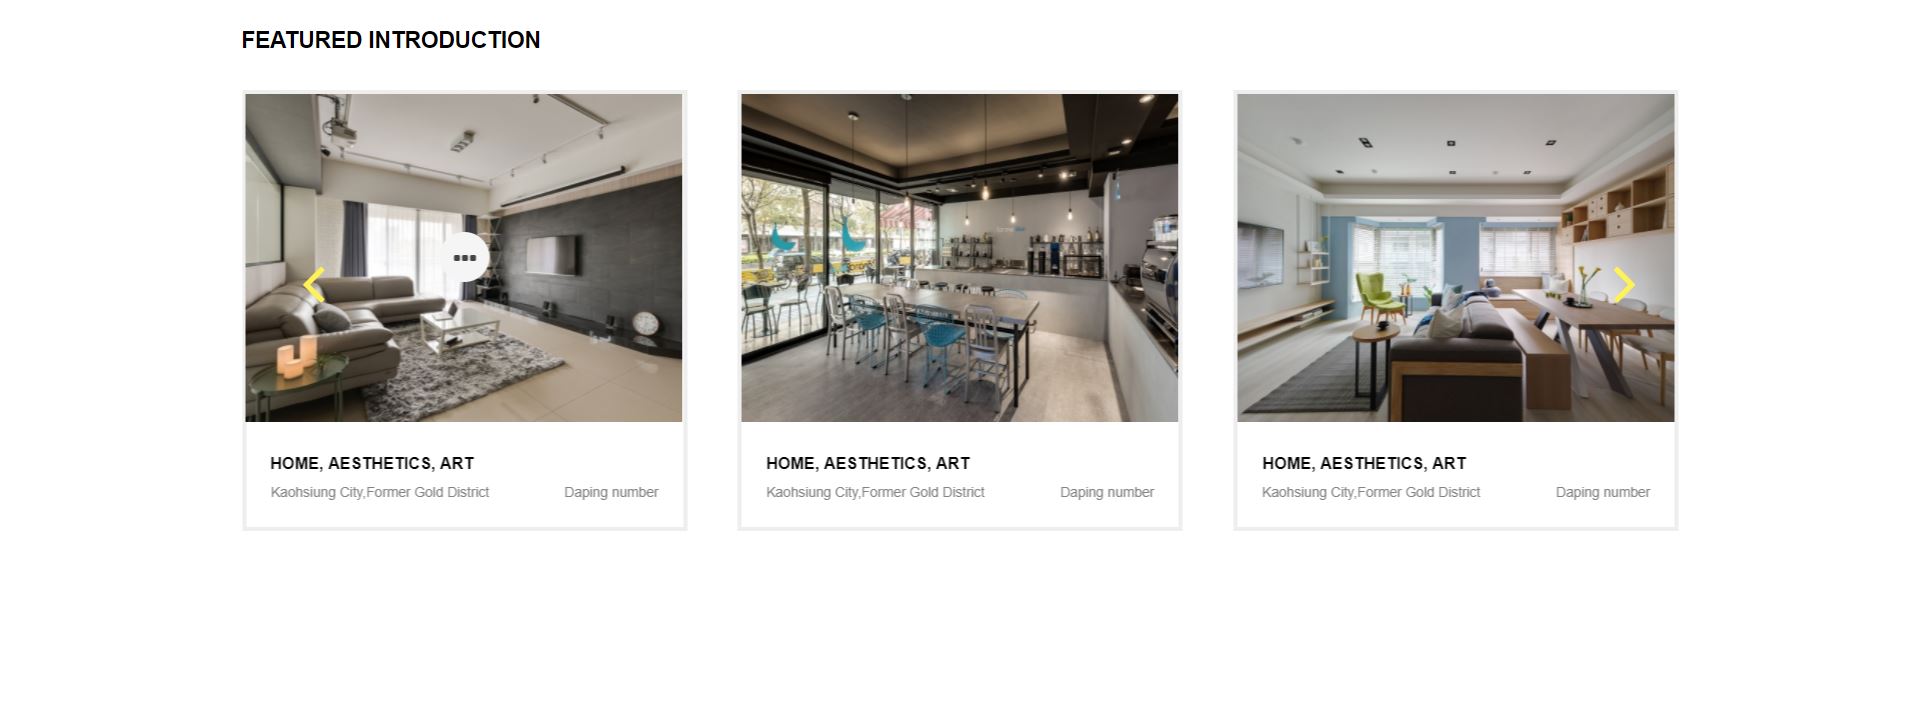 FEATURED INTRODUCTION
HOME, AESTHETICS, ART
Kaohsiung City,Former Gold District
Daping number
HOME, AESTHETICS, ART
Kaohsiung City,Former Gold District
Daping number
HOME, AESTHETICS, ART
Kaohsiung City,Former Gold District
Daping number